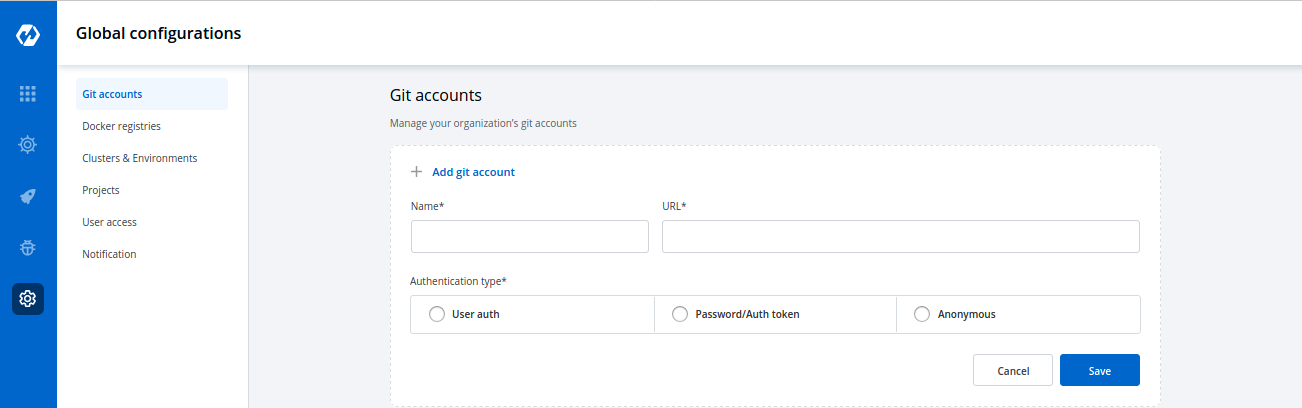 Global configurations
Git accounts
Docker registries
Clusters & Environments
Projects
User access
Notification
Git accounts
Manage your organization's git accounts
+ Add git account
Name* URL*
Authentication type*
User auth Password/Auth token Anonymous
Cancel Save